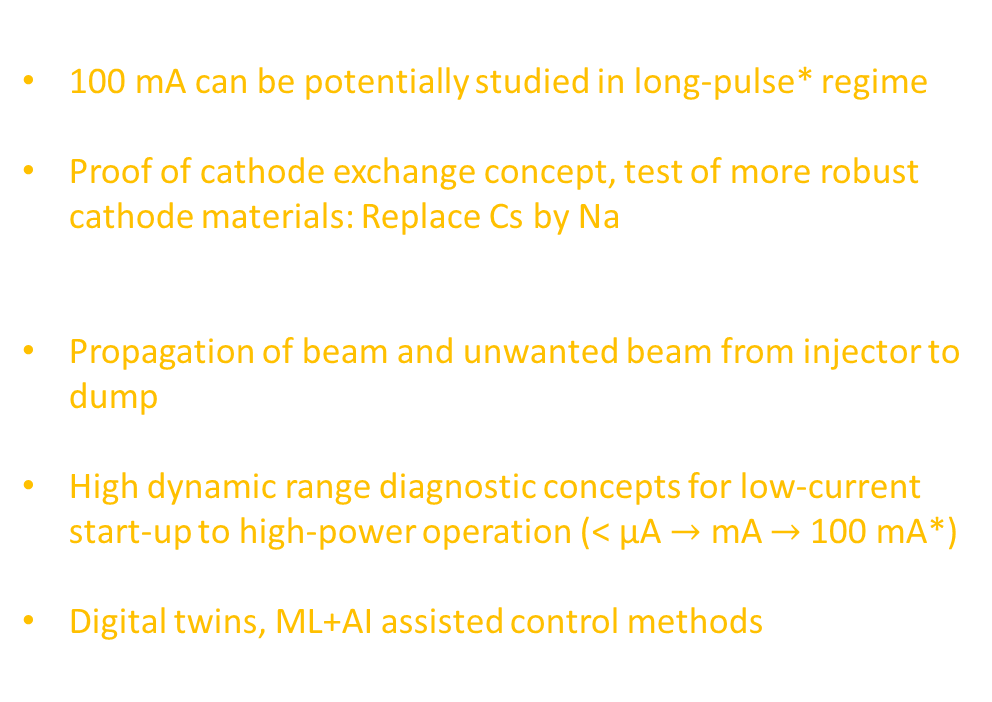 • 100 mA can be potentially studied in long-pulse* regime
• Proof of cathode exchange concept, test of more robust
cathode materials: Replace Cs by Na
• Propagation of beam and unwanted beam from injector to
dump
• High dynamic range diagnostic concepts for low-current
start-up to high-power operation (< µA → mA → 100 mA*)
• Digital twins, ML+AI assisted control methods